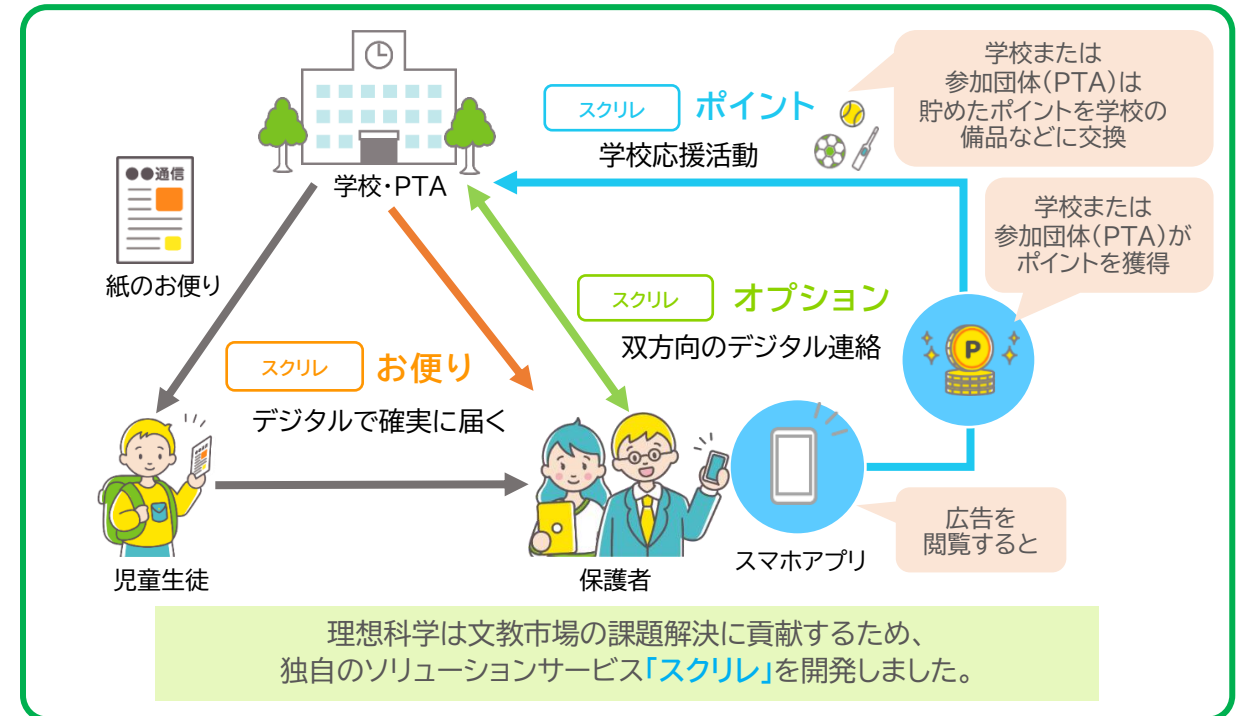 学校または
参加団体(PTA)は
貯めたポイントを学校の
備品などに交換
スクリレ ポイント
学校応援活動
●●通信
紙のお便り
学校・PTA
学校または
参加団体(PTA)が
ポイントを獲得
P
スクリレ オプション
双方向のデジタル連絡
スクリレ お便り
デジタルで確実に届く
広告を
閲覧すると
スマホアプリ
児童生徒
保護者
理想科学は文教市場の課題解決に貢献するため、
独自のソリューションサービス「スクリレ」を開発しました。